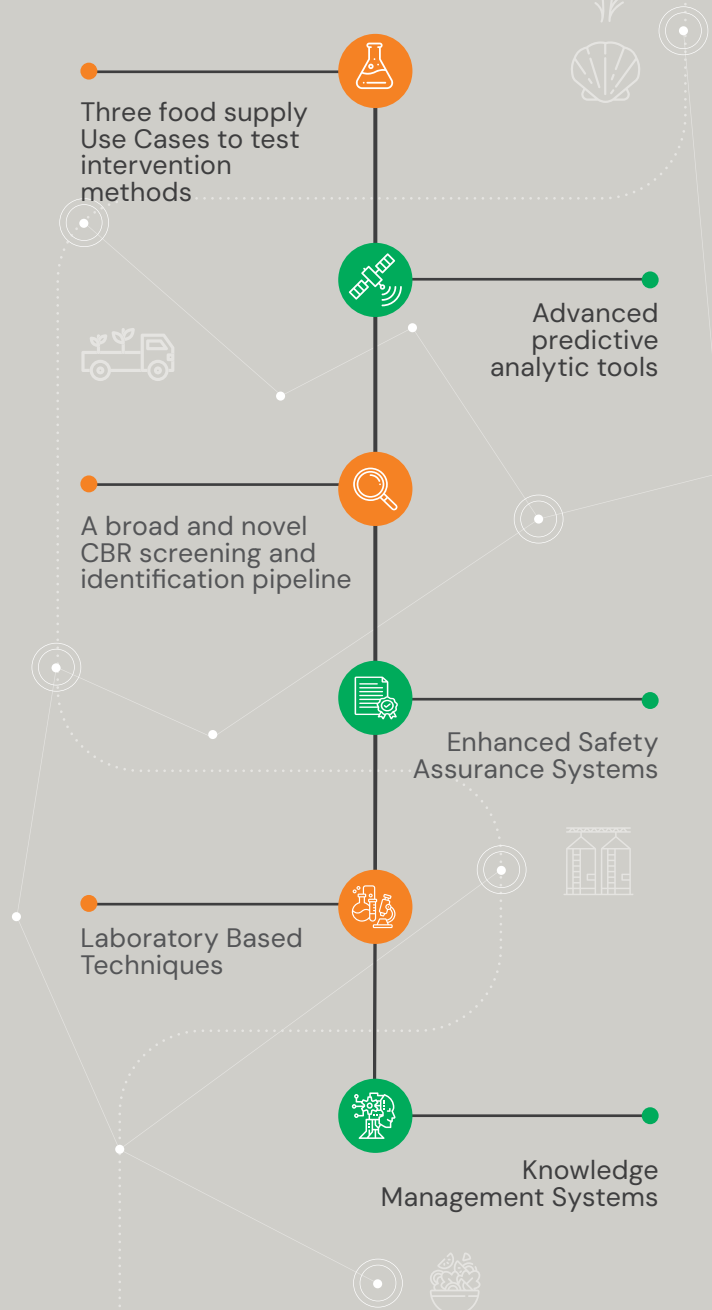 Three food supply
Use Cases to test
intervention
methods
Advanced
predictive
analytic tools
A broad and novel
CBR screening and
identification pipeline
Enhanced Safety
Assurance Systems
Laboratory Based
Techniques
Knowledge
Management Systems